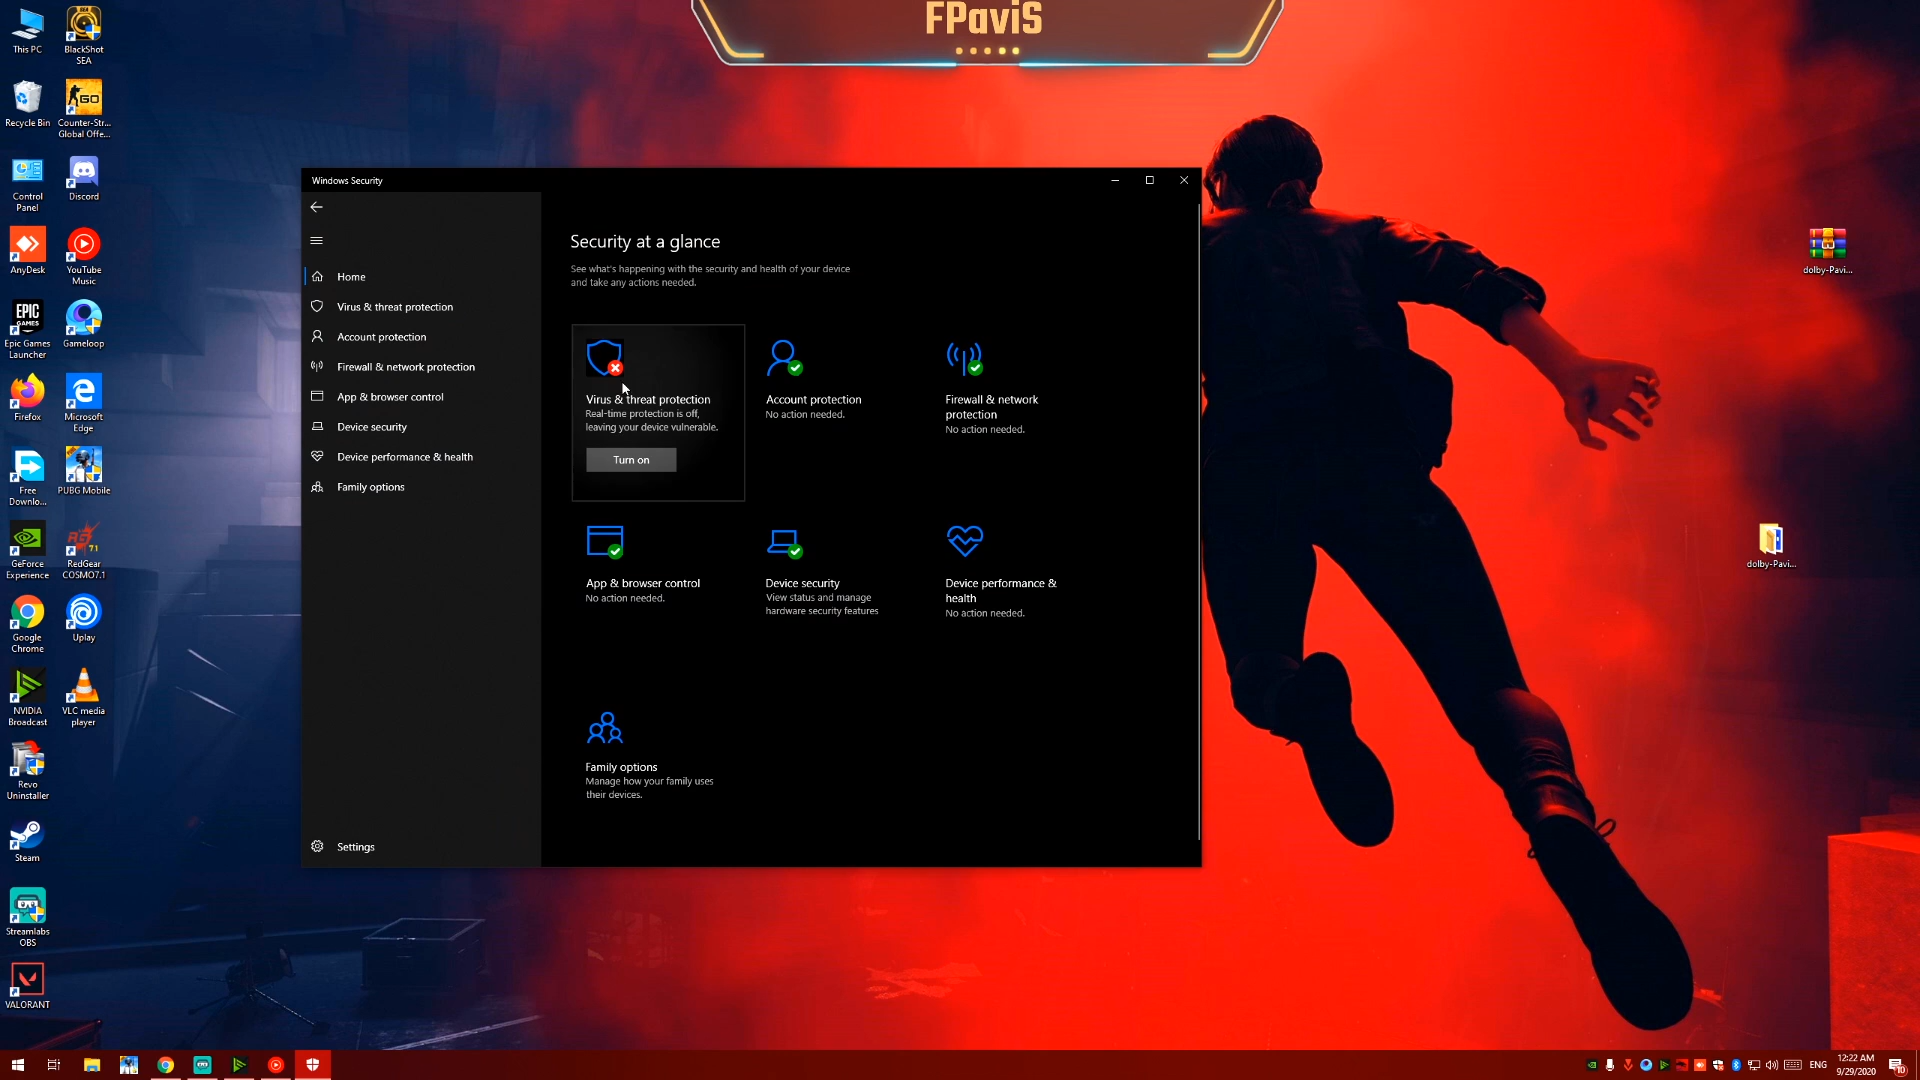 FPaviS
This PC
BlackShot
SEA
Recycle Bin
Counter-Str...
Global Offe...
Control
Panel
Discord
AnyDesk
YouTube
Music
EPIC
GAMES
Epic Games
Launcher
Gameloop
Firefox
Microsoft
Edge
Free
Downlo...
PUBG Mobile
GeForce
Experience
RG
7.1
RedGear
COSMO7.1
Google
Chrome
Uplay
NVIDIA
Broadcast
VLC media
player
Revo
Uninstaller
Steam
Streamlabs
OBS
VALORANT
GO
Windows Security
Home
Virus & threat protection
Account protection
Firewall & network protection
App & browser control
Device security
Device performance & health
Family options
Settings
Security at a glance
See what's happening with the security and health of your device
and take any actions needed.
Virus & threat protection
Real-time protection is off,
leaving your device vulnerable.
Turn on
Account protection
No action needed.
Firewall & network
protection
No action needed.
App & browser control
No action needed.
Device security
View status and manage
hardware security features
Device performance &
health
No action needed.
Family options
Manage how your family uses
their devices.
dolby-Pavi...
dolby-Pavi...
ENG
12:22 AM
9/29/2020
10